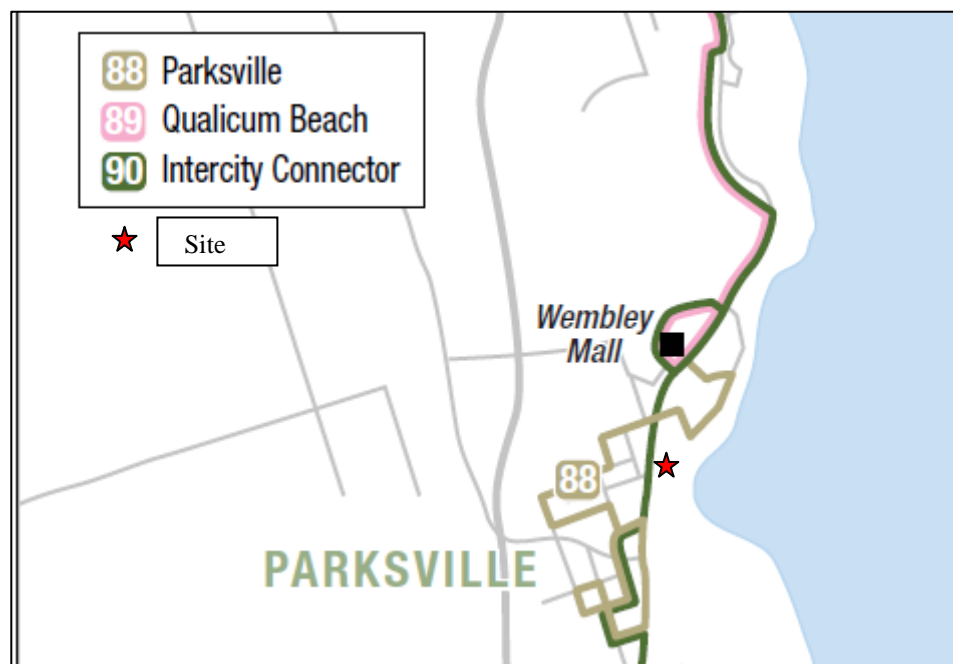 88 Parksville
89 Qualicum Beach
90 Intercity Connector
Site
Wembley
Mall
88
PARKSVILLE